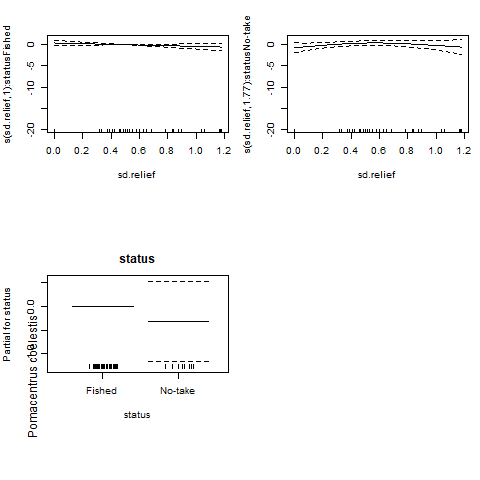 s(sd.relief,1):statusFished
0
-5
-10
-20
0.0 0.2 0.4 0.6 0.8 1.0 1.2
sd.relief
s(sd.relief,1.77):statusNo-take
0
-5
-10
-20
0.0 0.2 0.4 0.6 0.8 1.0 1.2
sd.relief
status
Pomacentrus coelestis
Partial for status
0.0
Fished No-take
status